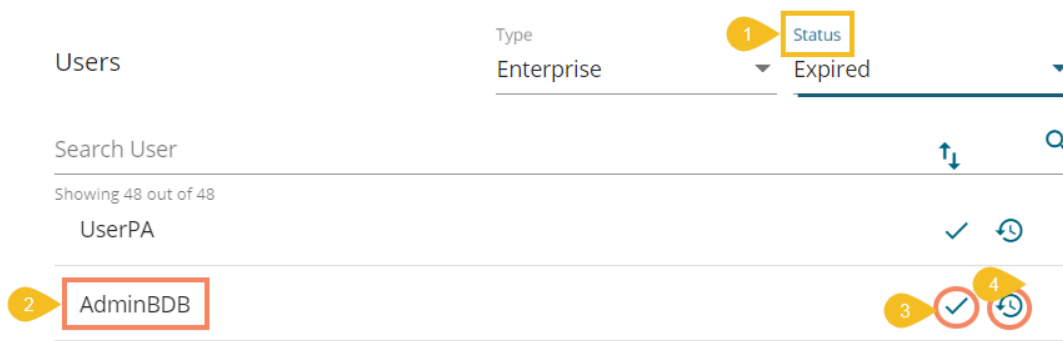 Type
1
Status
Users
Enterprise
Expired
Search User
Showing 48 out of 48
UserPA
2
AdminBDB
3
4